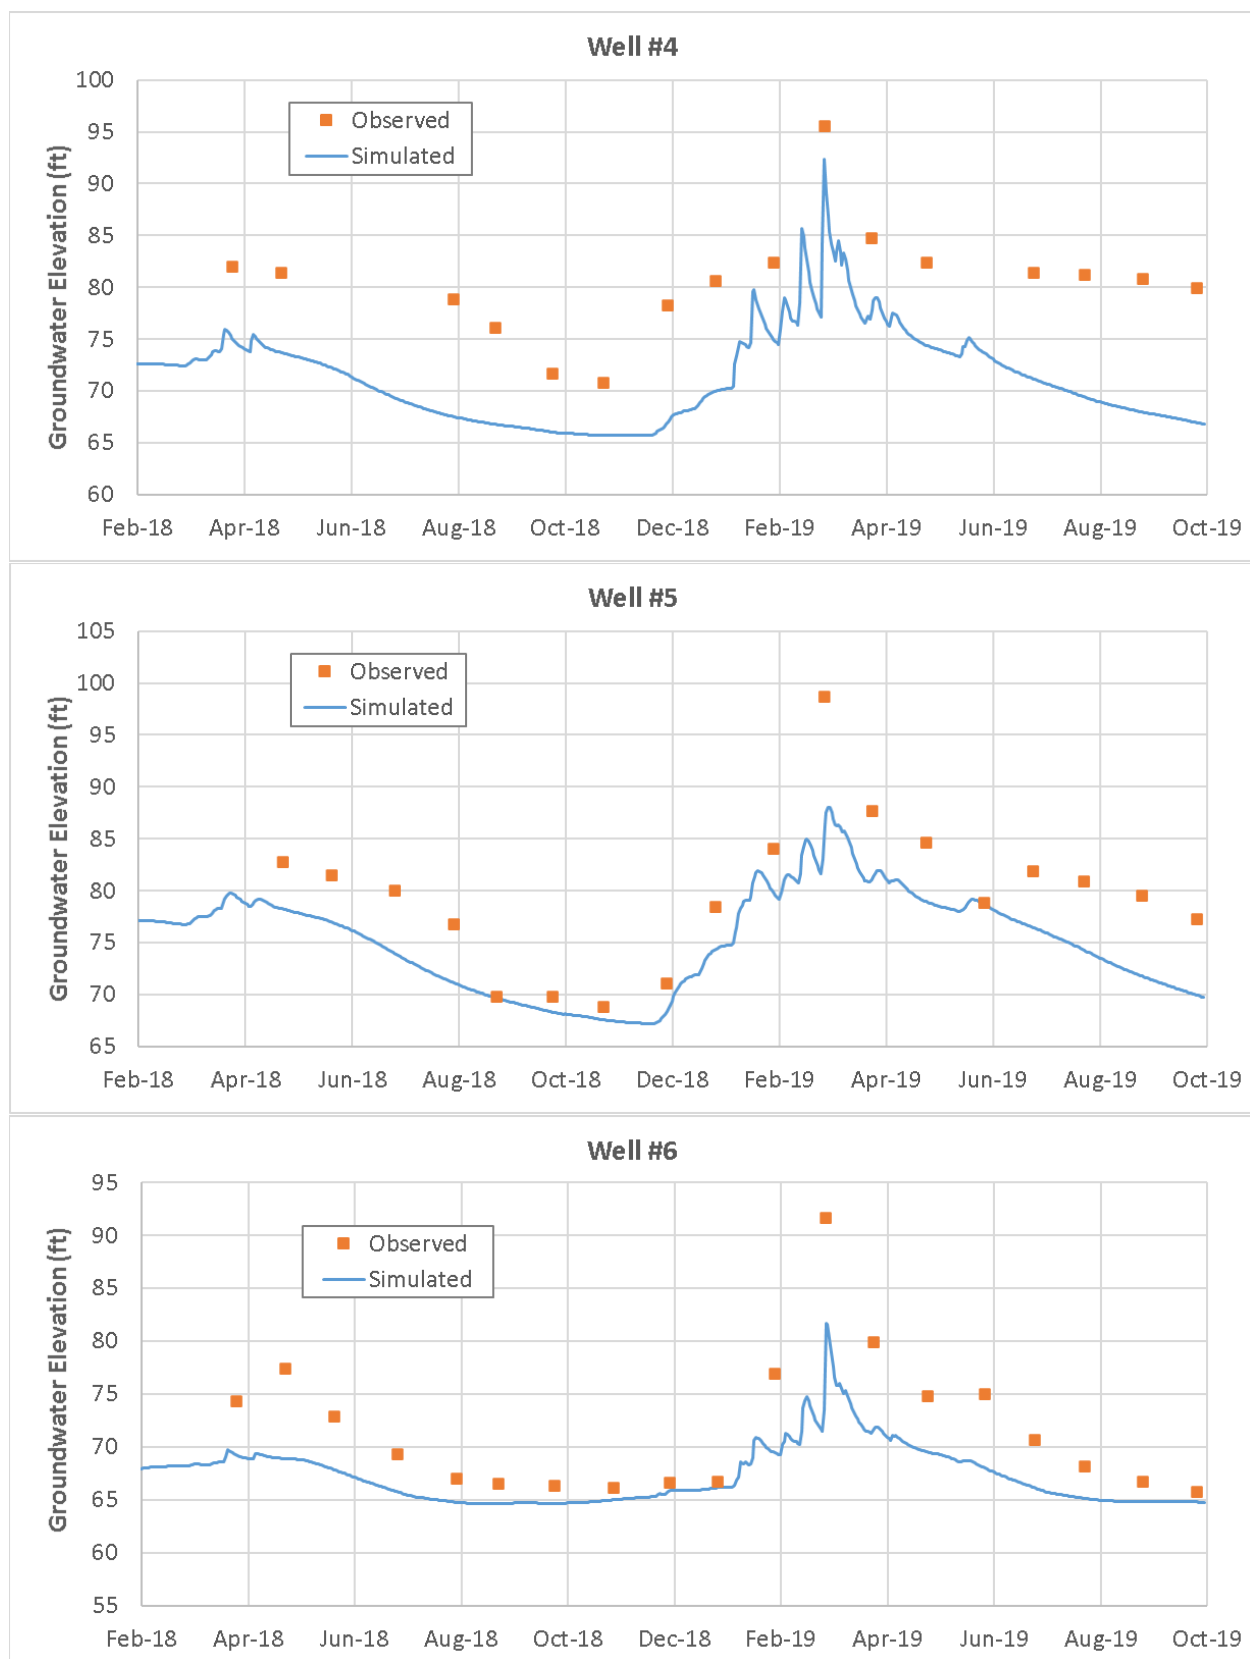 Well #4
Groundwater Elevation (ft)
100
95
90
85
80
75
70
65
60
Observed
Simulated
Feb-18 Apr-18 Jun-18 Aug-18 Oct-18 Dec-18 Feb-19 Apr-19 Jun-19 Aug-19 Oct-19
Well #5
Groundwater Elevation (ft)
105
100
95
90
85
80
75
70
65
Observed
Simulated
Feb-18 Apr-18 Jun-18 Aug-18 Oct-18 Dec-18 Feb-19 Apr-19 Jun-19 Aug-19 Oct-19
Well #6
Groundwater Elevation (ft)
95
90
85
80
75
70
65
60
55
Observed
Simulated
Feb-18 Apr-18 Jun-18 Aug-18 Oct-18 Dec-18 Feb-19 Apr-19 Jun-19 Aug-19 Oct-19